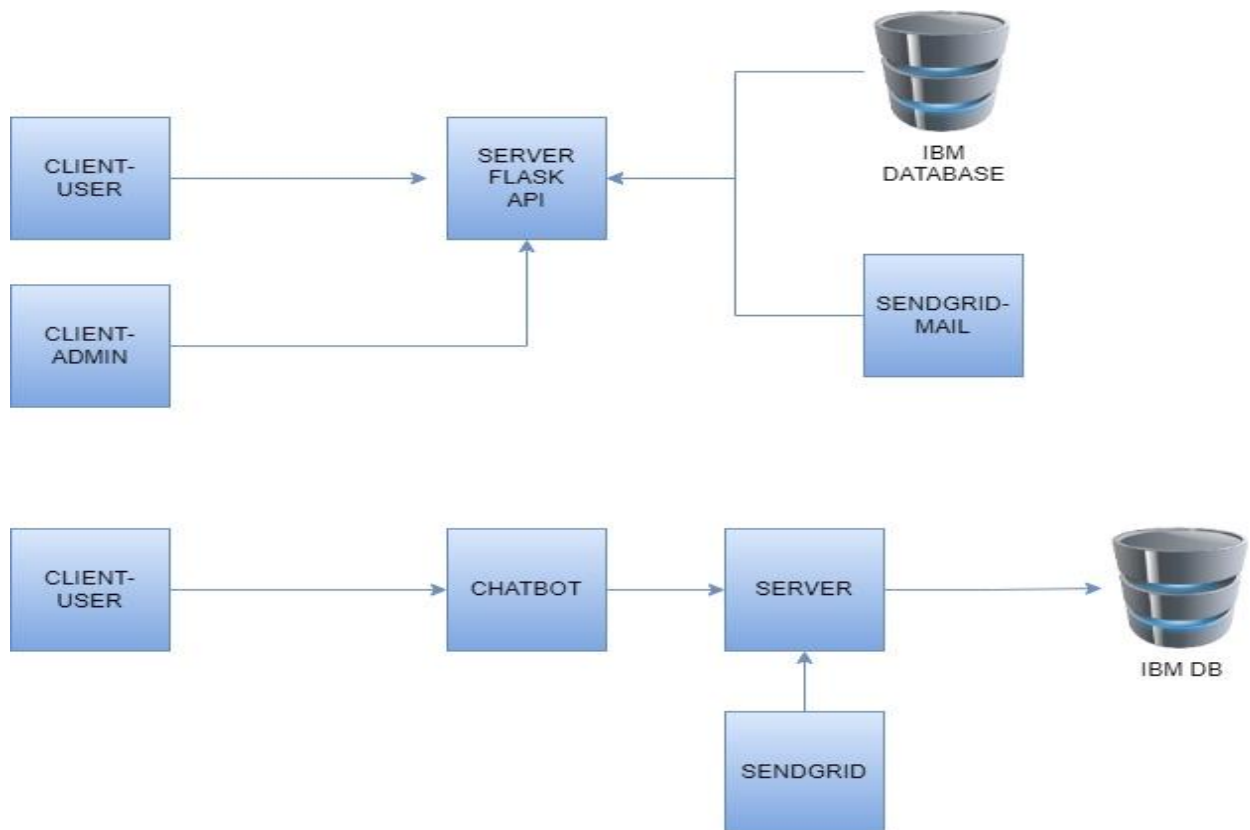 CLIENT-
USER
SERVER
FLASK
API
IBM
DATABASE
CLIENT-
ADMIN
SENDGRID-
MAIL
CLIENT-
USER
CHATBOT
SERVER
IBM DB
SENDGRID